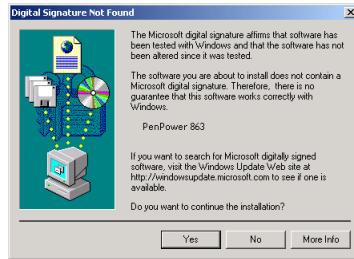 Digital Signature Not Found
The Microsoft digital signature affirms that software has
been tested with Windows and that the software has not
been altered since it was tested.
The software you are about to install does not contain a
Microsoft digital signature. Therefore, there is no
guarantee that this software works correctly with
Windows.
PenPower 863
If you want to search for Microsoft digitally signed
software, visit the Windows Update Web site at
http://windowsupdate.microsoft.com to see if one is
available.
Do you want to continue the installation?
Yes No More Info